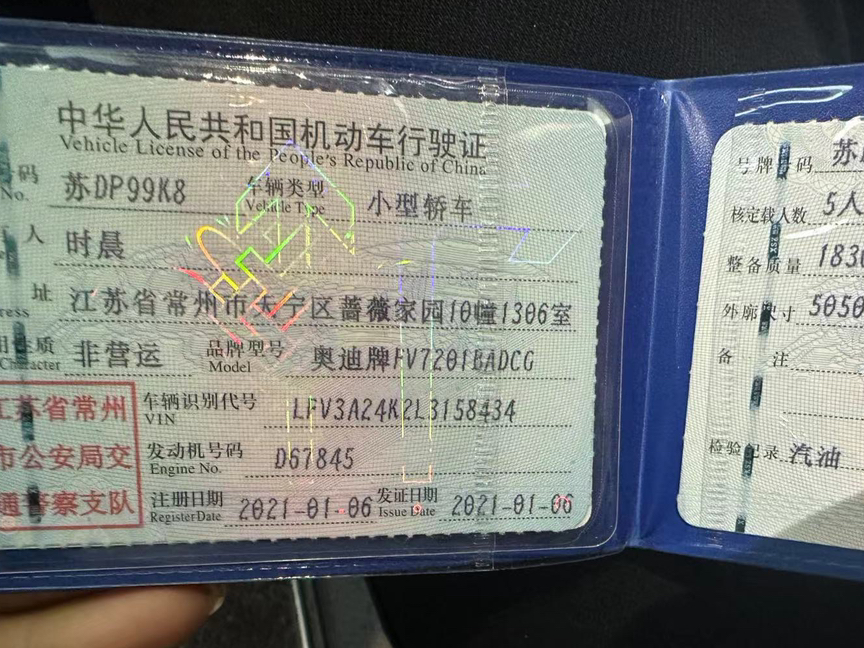 中华人民共和国机动车行驶证
Vehicle License of the People's Republic of China
号码 苏DP99K8 车辆类型 小型轿车
No. Vehicle Type
人 时晨
址 江苏省常州市天宁区蔷薇家园10幢1306室
ress
用性质 非营运 品牌型号 奥迪牌FV7201BADCG
Character Model
江苏省常州
市公安局交
通警察支队
车辆识别代号 LFV3A24K2L3158434
VIN
发动机号码 D67845
Engine No.
注册日期 2021-01-06 发证日期 2021-01-06
Register Date Issue Date
号牌号码 苏
核定载人数 5人
整备质量 183
外廓尺寸 5050
备 注
检验记录 汽油